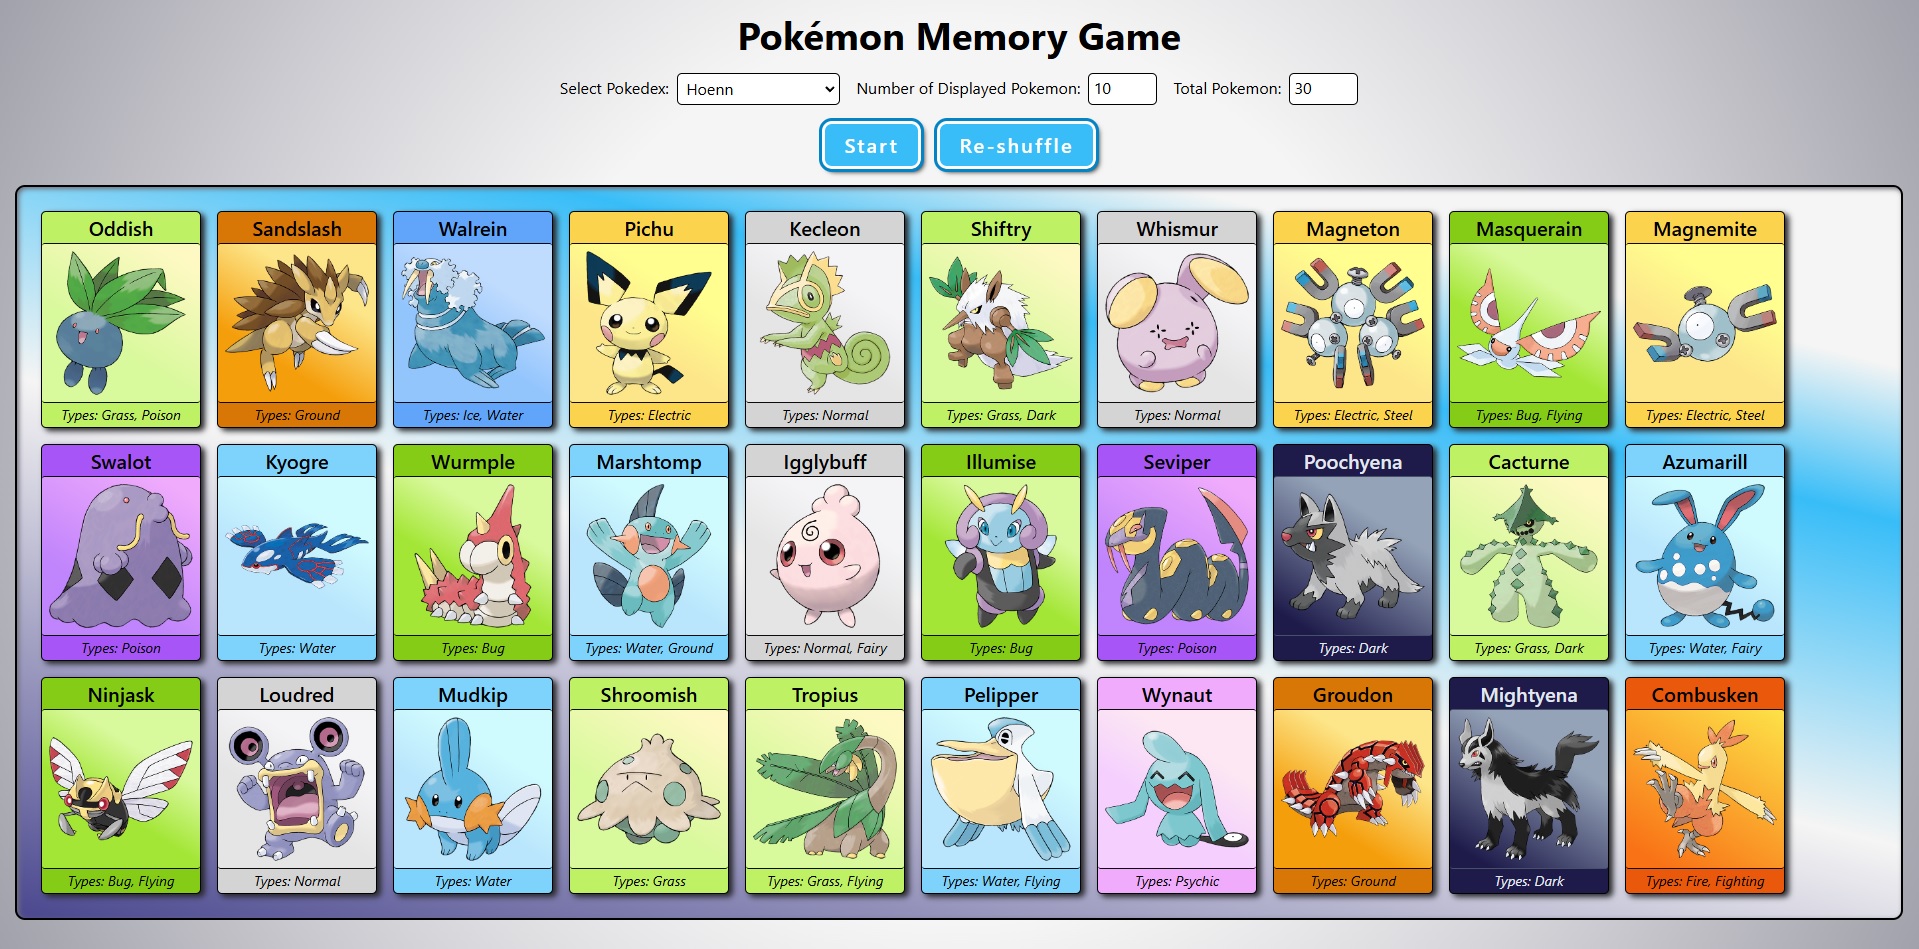 Pokémon Memory Game
Select Pokedex: Hoenn Number of Displayed Pokemon: 10 Total Pokemon: 30
Start Re-shuffle
Oddish Sandslash Walrein Pichu Kecleon Shiftry Whismur Magneton Masquerain Magnemite
Types: Grass, Poison Types: Ground Types: Ice, Water Types: Electric Types: Normal Types: Grass, Dark Types: Normal Types: Electric, Steel Types: Bug, Flying Types: Electric, Steel
Swalot Kyogre Wurmple Marshtomp Igglybuff Illumise Seviper Poochyena Cacturne Azumarill
Types: Poison Types: Water Types: Bug Types: Water, Ground Types: Normal, Fairy Types: Bug Types: Poison Types: Dark Types: Grass, Dark Types: Water, Fairy
Ninjask Loudred Mudkip Shroomish Tropius Pelipper Wynaut Groudon Mightyena Combusken
Types: Bug, Flying Types: Normal Types: Water Types: Grass Types: Grass, Flying Types: Water, Flying Types: Psychic Types: Ground Types: Dark Types: Fire, Fighting